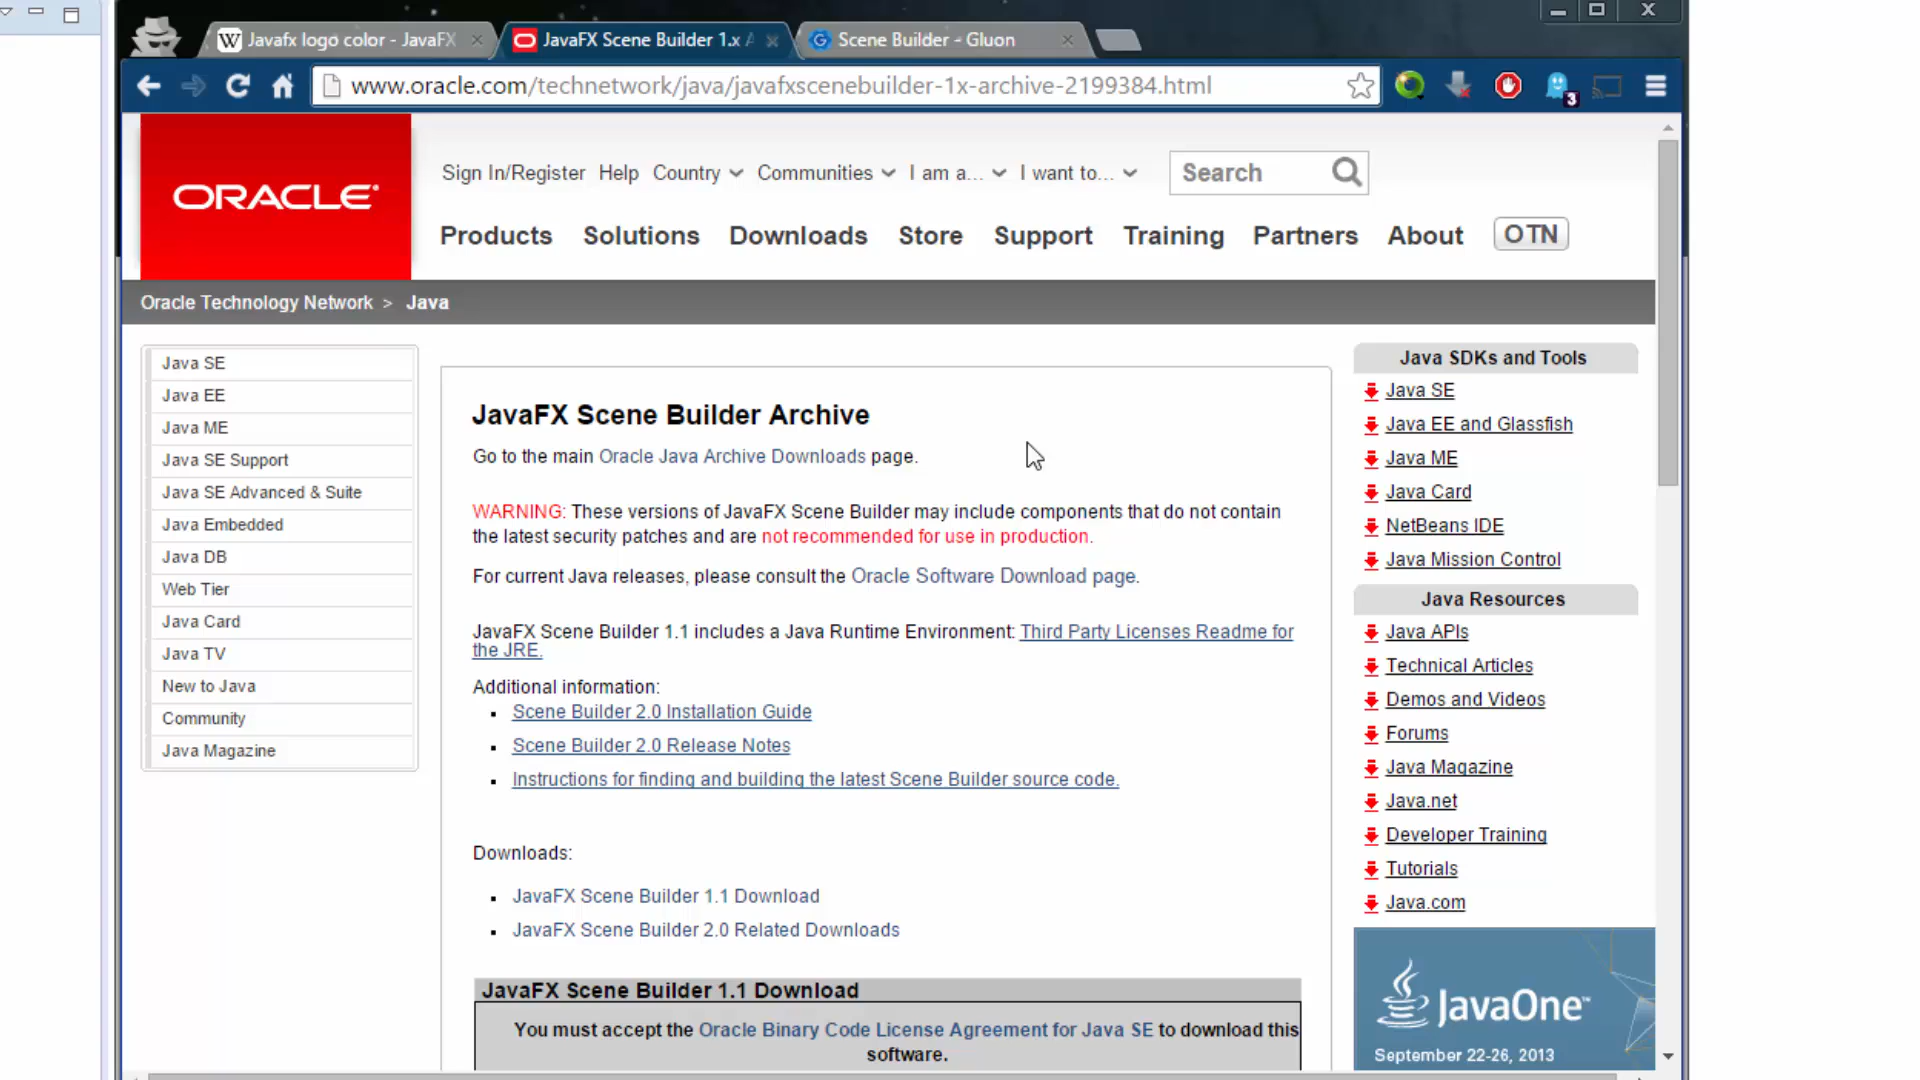 Javafx logo color - JavaFX
JavaFX Scene Builder 1.x A
Scene Builder - Gluon
www.oracle.com/technetwork/java/javafxscenebuilder-1x-archive-2199384.html
3
ORACLE
Sign In/Register Help Country Communities I am a... I want to... Search
Products Solutions Downloads Store Support Training Partners About OTN
Oracle Technology Network > Java
Java SE
Java EE
Java ME
Java SE Support
Java SE Advanced & Suite
Java Embedded
Java DB
Web Tier
Java Card
Java TV
New to Java
Community
Java Magazine
JavaFX Scene Builder Archive
Go to the main Oracle Java Archive Downloads page.
WARNING: These versions of JavaFX Scene Builder may include components that do not contain
the latest security patches and are not recommended for use in production.
For current Java releases, please consult the Oracle Software Download page.
JavaFX Scene Builder 1.1 includes a Java Runtime Environment: Third Party Licenses Readme for
the JRE.
Additional information:
Scene Builder 2.0 Installation Guide
Scene Builder 2.0 Release Notes
Instructions for finding and building the latest Scene Builder source code.
Downloads:
JavaFX Scene Builder 1.1 Download
JavaFX Scene Builder 2.0 Related Downloads
JavaFX Scene Builder 1.1 Download
You must accept the Oracle Binary Code License Agreement for Java SE to download this
software.
Java SDKs and Tools
Java SE
Java EE and Glassfish
Java ME
Java Card
NetBeans IDE
Java Mission Control
Java Resources
Java APIs
Technical Articles
Demos and Videos
Forums
Java Magazine
Java.net
Developer Training
Tutorials
Java.com
JavaOne™
September 22-26, 2013